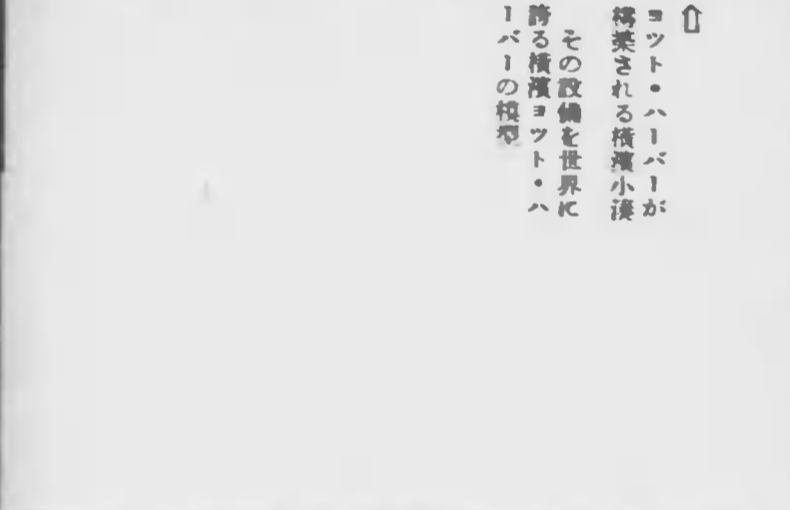 ⇧
ヨット・ハーバーが
構築される横濱小湊
その設備を世界に
誇る横濱ヨット・ハ
ーバーの模型